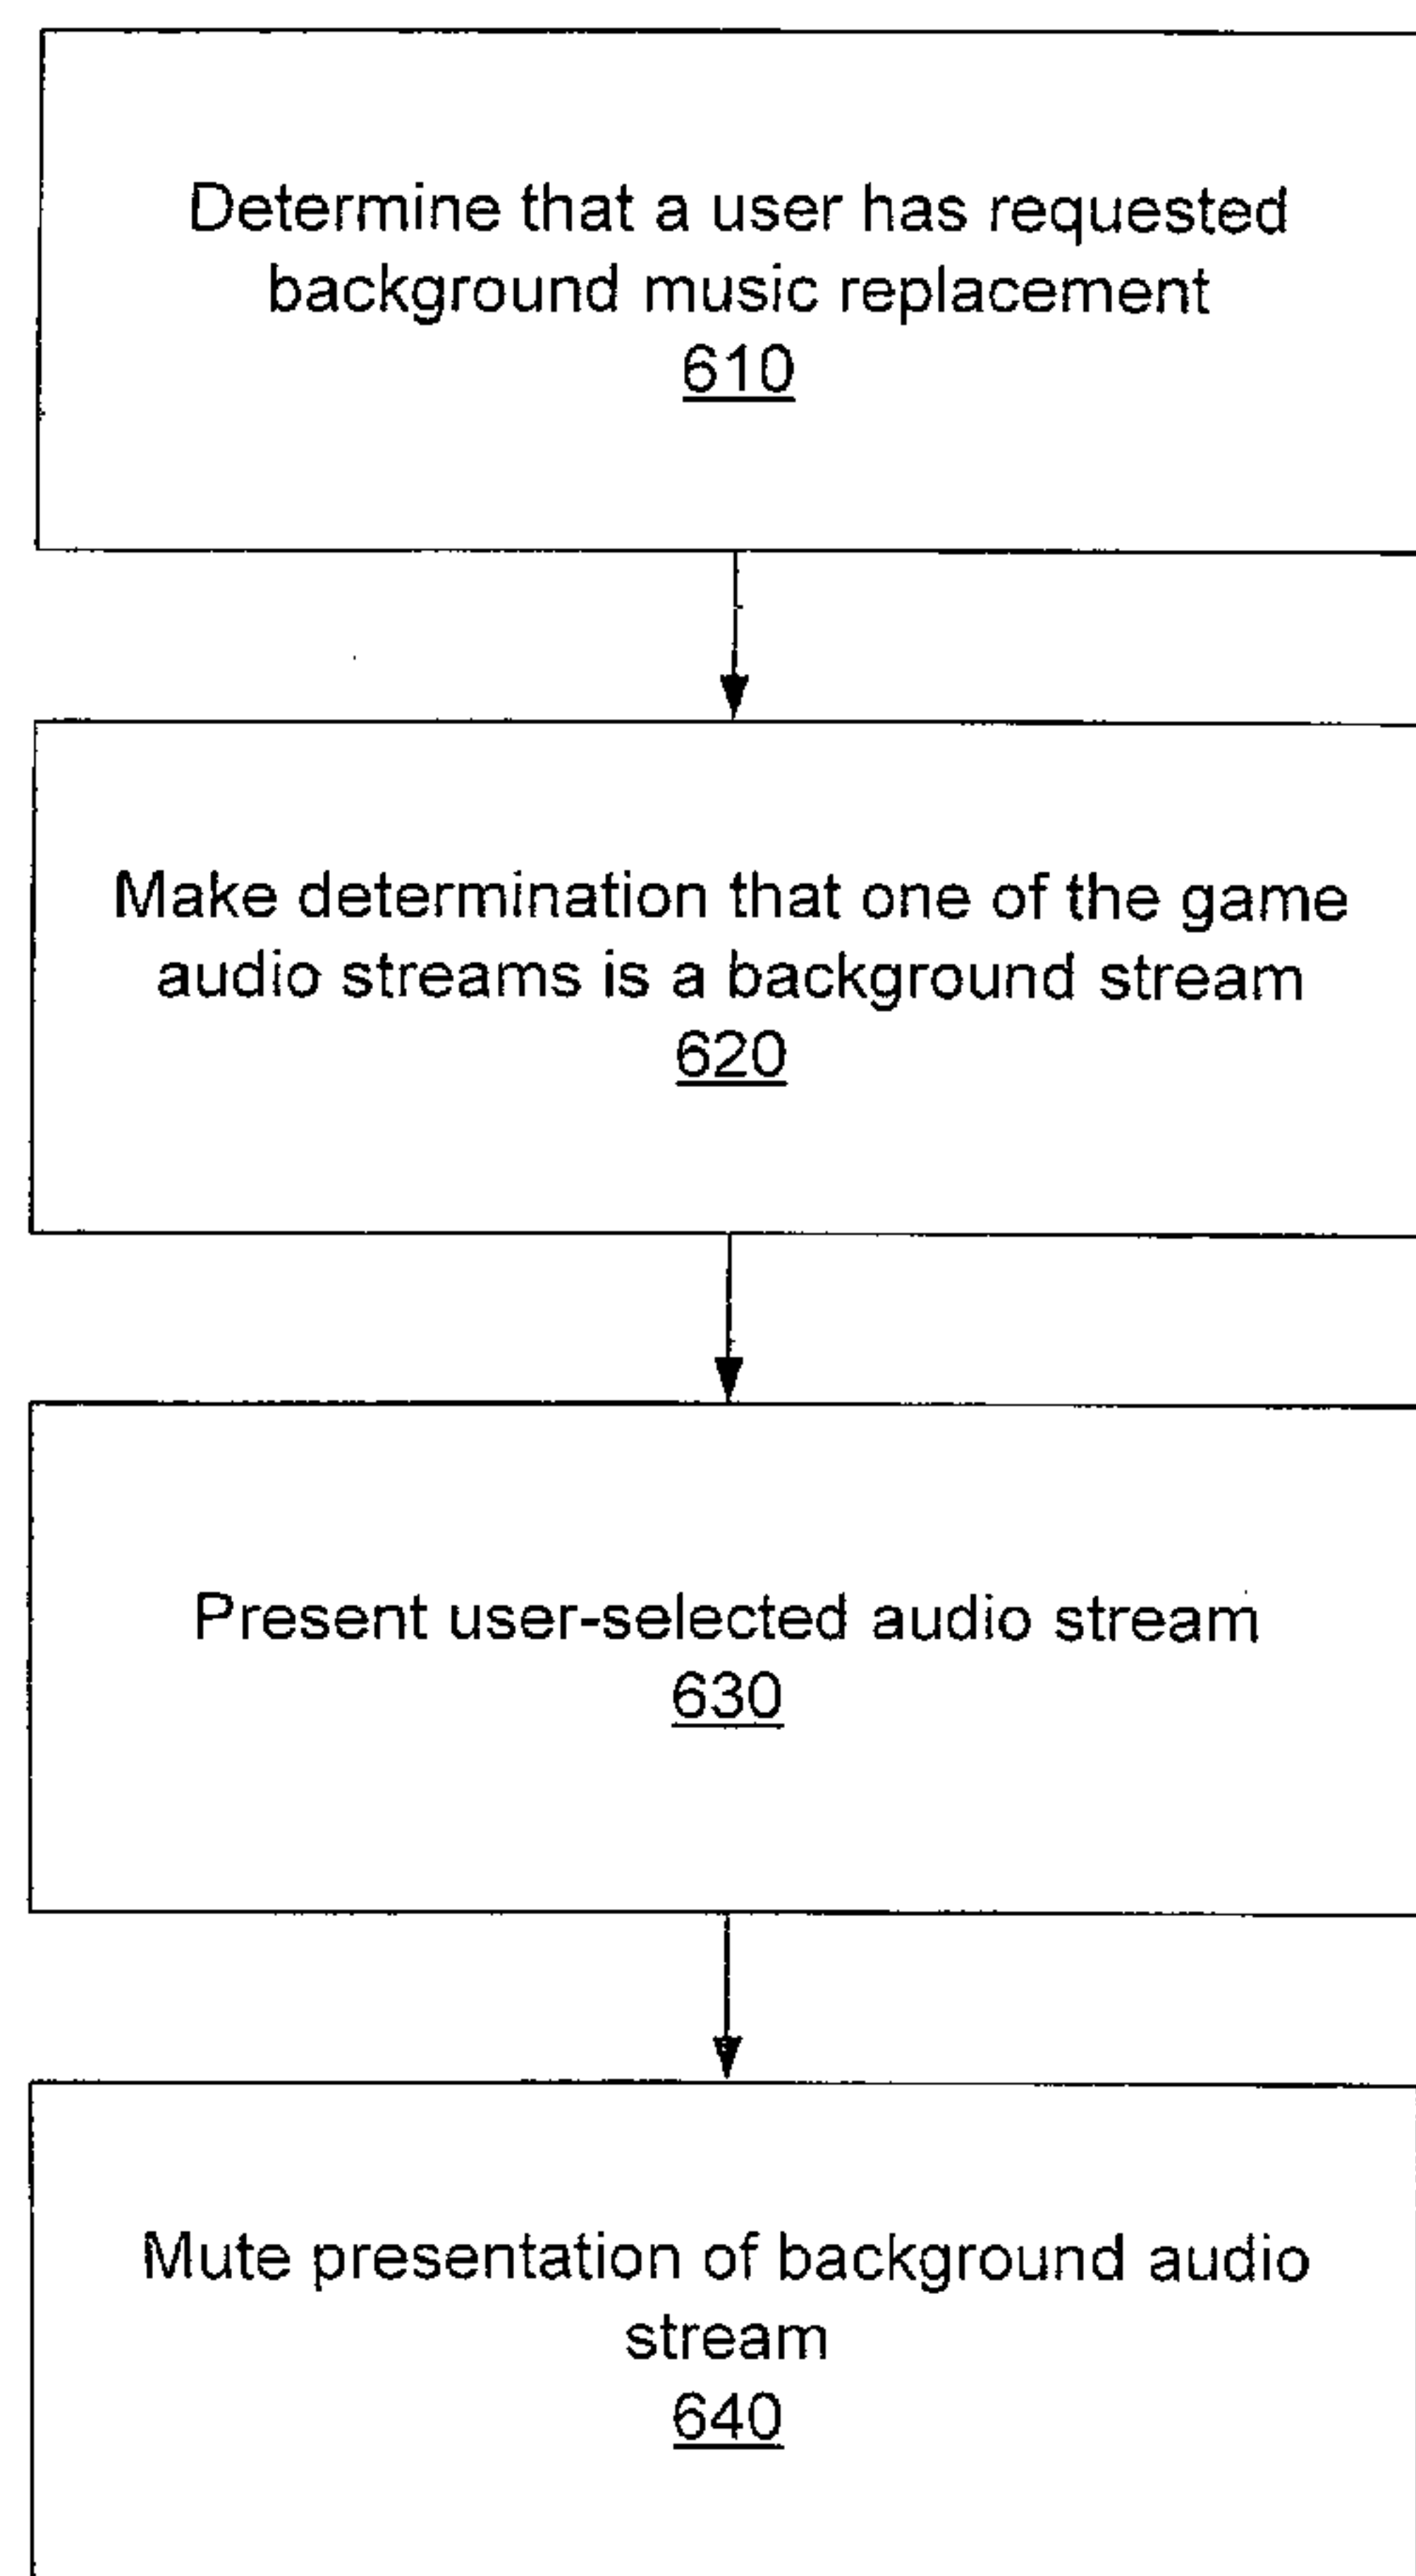 Determine that a user has requested
background music replacement
610
Make determination that one of the game
audio streams is a background stream
620
Present user-selected audio stream
630
Mute presentation of background audio
stream
640